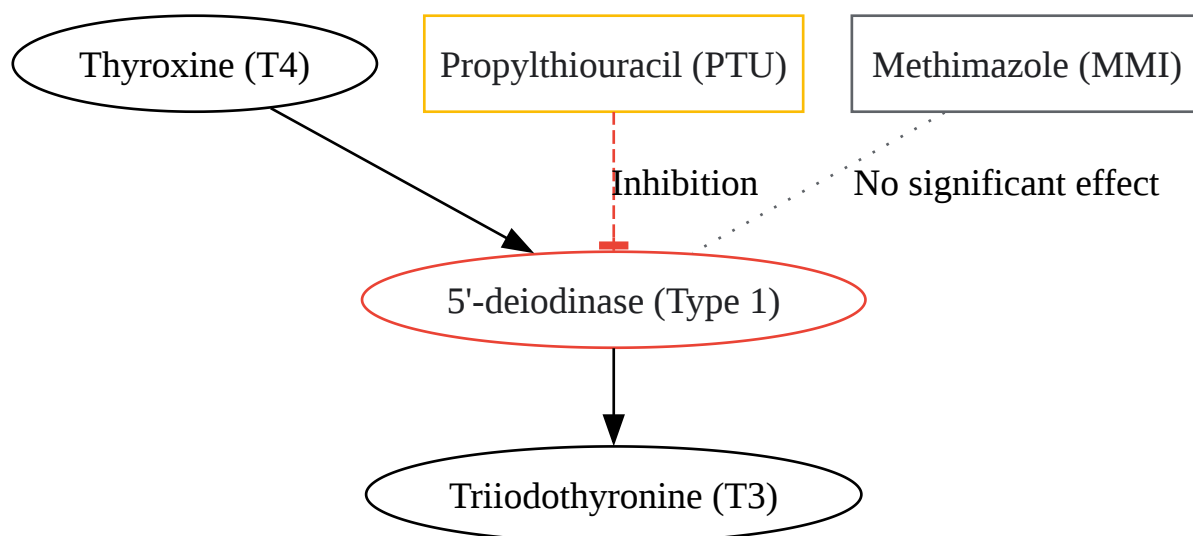 Thyroxine (T4)
Propylthiouracil (PTU)
Methimazole (MMI)
Inhibition
No significant effect
5'-deiodinase (Type 1)
Triiodothyronine (T3)